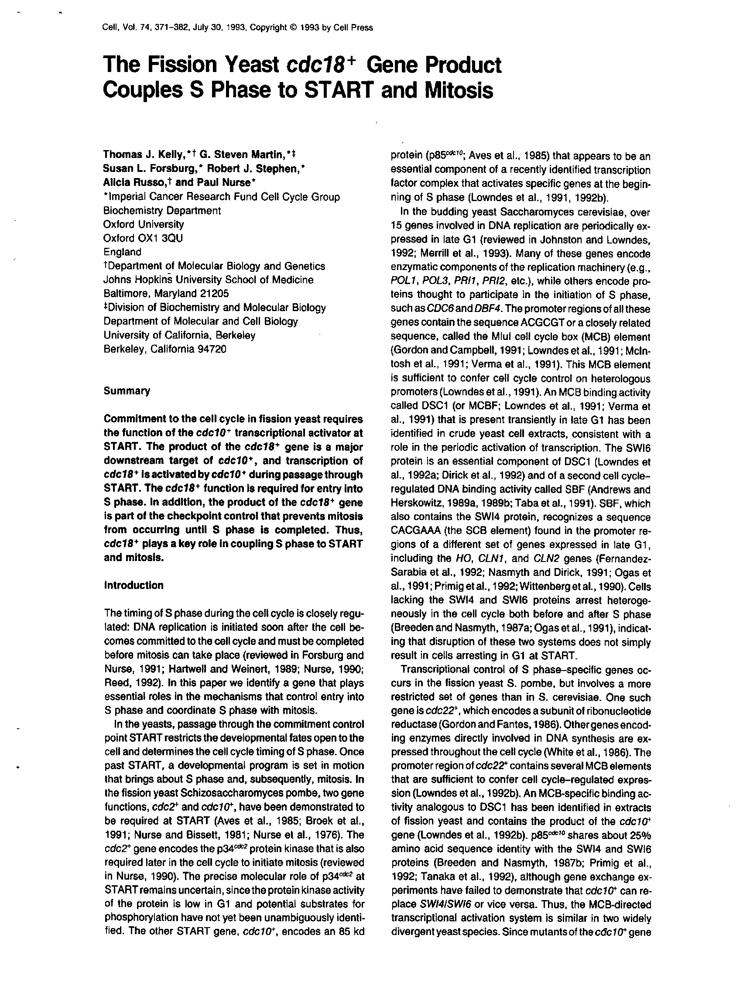 Cell, Vol. 74, 371–382, July 30, 1993, Copyright © 1993 by Cell Press
The Fission Yeast cdc18+ Gene Product
Couples S Phase to START and Mitosis
Thomas J. Kelly,*† G. Steven Martin,*‡
Susan L. Forsburg,* Robert J. Stephen,*
Alicia Russo,† and Paul Nurse*
*Imperial Cancer Research Fund Cell Cycle Group
Biochemistry Department
Oxford University
Oxford OX1 3QU
England
†Department of Molecular Biology and Genetics
Johns Hopkins University School of Medicine
Baltimore, Maryland 21205
‡Division of Biochemistry and Molecular Biology
Department of Molecular and Cell Biology
University of California, Berkeley
Berkeley, California 94720
Summary
Commitment to the cell cycle in fission yeast requires
the function of the cdc10+ transcriptional activator at
START. The product of the cdc18+ gene is a major
downstream target of cdc10+, and transcription of
cdc18+ is activated by cdc10+ during passage through
START. The cdc18+ function is required for entry into
S phase. In addition, the product of the cdc18+ gene
is part of the checkpoint control that prevents mitosis
from occurring until S phase is completed. Thus,
cdc18+ plays a key role in coupling S phase to START
and mitosis.
Introduction
The timing of S phase during the cell cycle is closely regu-
lated: DNA replication is initiated soon after the cell be-
comes committed to the cell cycle and must be completed
before mitosis can take place (reviewed in Forsburg and
Nurse, 1991; Hartwell and Weinert, 1989; Nurse, 1990;
Reed, 1992). In this paper we identify a gene that plays
essential roles in the mechanisms that control entry into
S phase and coordinate S phase with mitosis.
In the yeasts, passage through the commitment control
point START restricts the developmental fates open to the
cell and determines the cell cycle timing of S phase. Once
past START, a developmental program is set in motion
that brings about S phase and, subsequently, mitosis. In
the fission yeast Schizosaccharomyces pombe, two gene
functions, cdc2+ and cdc10+, have been demonstrated to
be required at START (Aves et al., 1985; Broek et al.,
1991; Nurse and Bissett, 1981; Nurse et al., 1976). The
cdc2+ gene encodes the p34cdc2 protein kinase that is also
required later in the cell cycle to initiate mitosis (reviewed
in Nurse, 1990). The precise molecular role of p34cdc2 at
START remains uncertain, since the protein kinase activity
of the protein is low in G1 and potential substrates for
phosphorylation have not yet been unambiguously identi-
fied. The other START gene, cdc10+, encodes an 85 kd
protein (p85cdc10; Aves et al., 1985) that appears to be an
essential component of a recently identified transcription
factor complex that activates specific genes at the begin-
ning of S phase (Lowndes et al., 1991, 1992b).
In the budding yeast Saccharomyces cerevisiae, over
15 genes involved in DNA replication are periodically ex-
pressed in late G1 (reviewed in Johnston and Lowndes,
1992; Merrill et al., 1993). Many of these genes encode
enzymatic components of the replication machinery (e.g.,
POL1, POL3, PRI1, PRI2, etc.), while others encode pro-
teins thought to participate in the initiation of S phase,
such as CDC6 and DBF4. The promoter regions of all these
genes contain the sequence ACGCGT or a closely related
sequence, called the MluI cell cycle box (MCB) element
(Gordon and Campbell, 1991; Lowndes et al., 1991; McIn-
tosh et al., 1991; Verma et al., 1991). This MCB element
is sufficient to confer cell cycle control on heterologous
promoters (Lowndes et al., 1991). An MCB binding activity
called DSC1 (or MCBF; Lowndes et al., 1991; Verma et
al., 1991) that is present transiently in late G1 has been
identified in crude yeast cell extracts, consistent with a
role in the periodic activation of transcription. The SWI6
protein is an essential component of DSC1 (Lowndes et
al., 1992a; Dirick et al., 1992) and of a second cell cycle–
regulated DNA binding activity called SBF (Andrews and
Herskowitz, 1989a, 1989b; Taba et al., 1991). SBF, which
also contains the SWI4 protein, recognizes a sequence
CACGAAA (the SCB element) found in the promoter re-
gions of a different set of genes expressed in late G1,
including the HO, CLN1, and CLN2 genes (Fernandez-
Sarabia et al., 1992; Nasmyth and Dirick, 1991; Ogas et
al., 1991; Primig et al., 1992; Wittenberg et al., 1990). Cells
lacking the SWI4 and SWI6 proteins arrest heteroge-
neously in the cell cycle both before and after S phase
(Breeden and Nasmyth, 1987a; Ogas et al., 1991), indicat-
ing that disruption of these two systems does not simply
result in cells arresting in G1 at START.
Transcriptional control of S phase–specific genes oc-
curs in the fission yeast S. pombe, but involves a more
restricted set of genes than in S. cerevisiae. One such
gene is cdc22+, which encodes a subunit of ribonucleotide
reductase (Gordon and Fantes, 1986). Other genes encod-
ing enzymes directly involved in DNA synthesis are ex-
pressed throughout the cell cycle (White et al., 1986). The
promoter region of cdc22+ contains several MCB elements
that are sufficient to confer cell cycle–regulated expres-
sion (Lowndes et al., 1992b). An MCB-specific binding ac-
tivity analogous to DSC1 has been identified in extracts
of fission yeast and contains the product of the cdc10+
gene (Lowndes et al., 1992b). p85cdc10 shares about 25%
amino acid sequence identity with the SWI4 and SWI6
proteins (Breeden and Nasmyth, 1987b; Primig et al.,
1992; Tanaka et al., 1992), although gene exchange ex-
periments have failed to demonstrate that cdc10+ can re-
place SWI4/SWI6 or vice versa. Thus, the MCB-directed
transcriptional activation system is similar in two widely
divergent yeast species. Since mutants of the cdc10+ gene